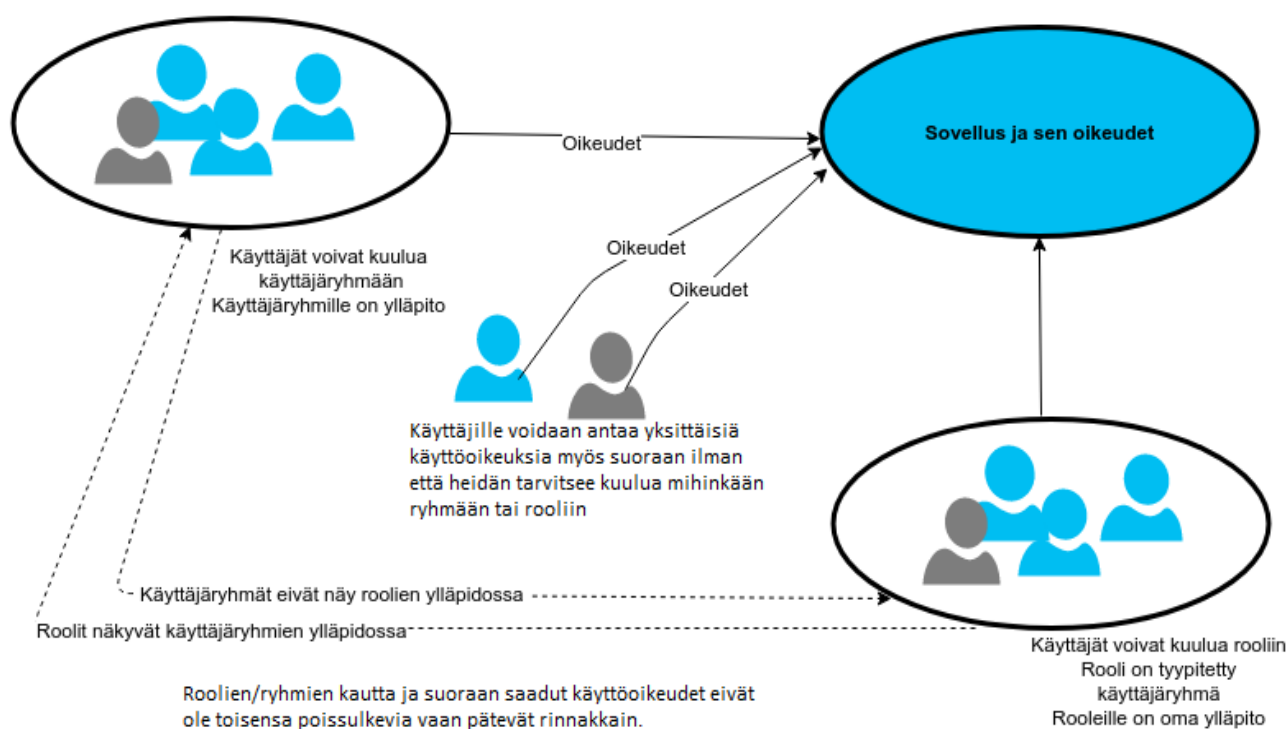 Sovellus ja sen oikeudet
Oikeudet
Oikeudet
Oikeudet
Käyttäjät voivat kuulua
käyttäjäryhmään
Käyttäjäryhmille on ylläpito
Käyttäjille voidaan antaa yksittäisiä
käyttöoikeuksia myös suoraan ilman
että heidän tarvitsee kuulua mihinkään
ryhmään tai rooliin
Käyttäjäryhmät eivät näy roolien ylläpidossa
Roolit näkyvät käyttäjäryhmien ylläpidossa
Käyttäjät voivat kuulua rooliin
Rooli on tyypitetty
käyttäjäryhmä
Rooleille on oma ylläpito
Roolien/ryhmien kautta ja suoraan saadut käyttöoikeudet eivät
ole toisensa poissulkevia vaan pätevät rinnakkain.